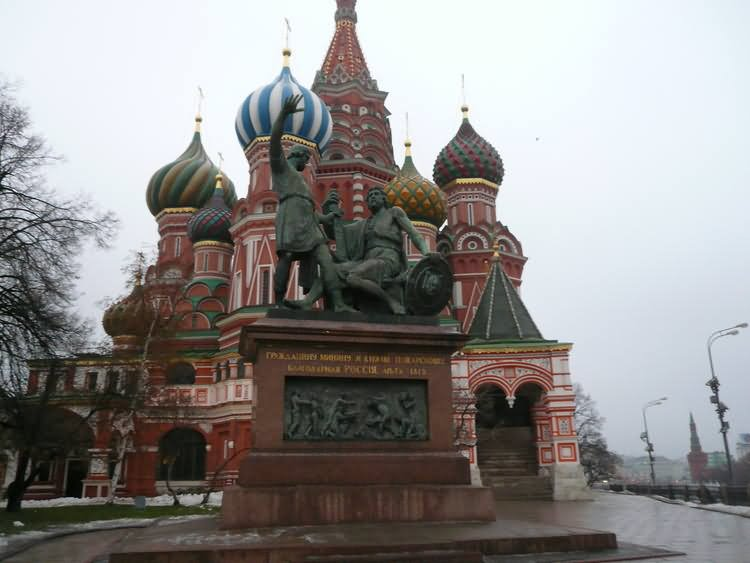 ГРАЖДАНИНУ МИНИНУ И КНЯЗЮ ПОЖАРСКОМУ
БЛАГОДАРНАЯ РОССІЯ. ЛѢТА 1818